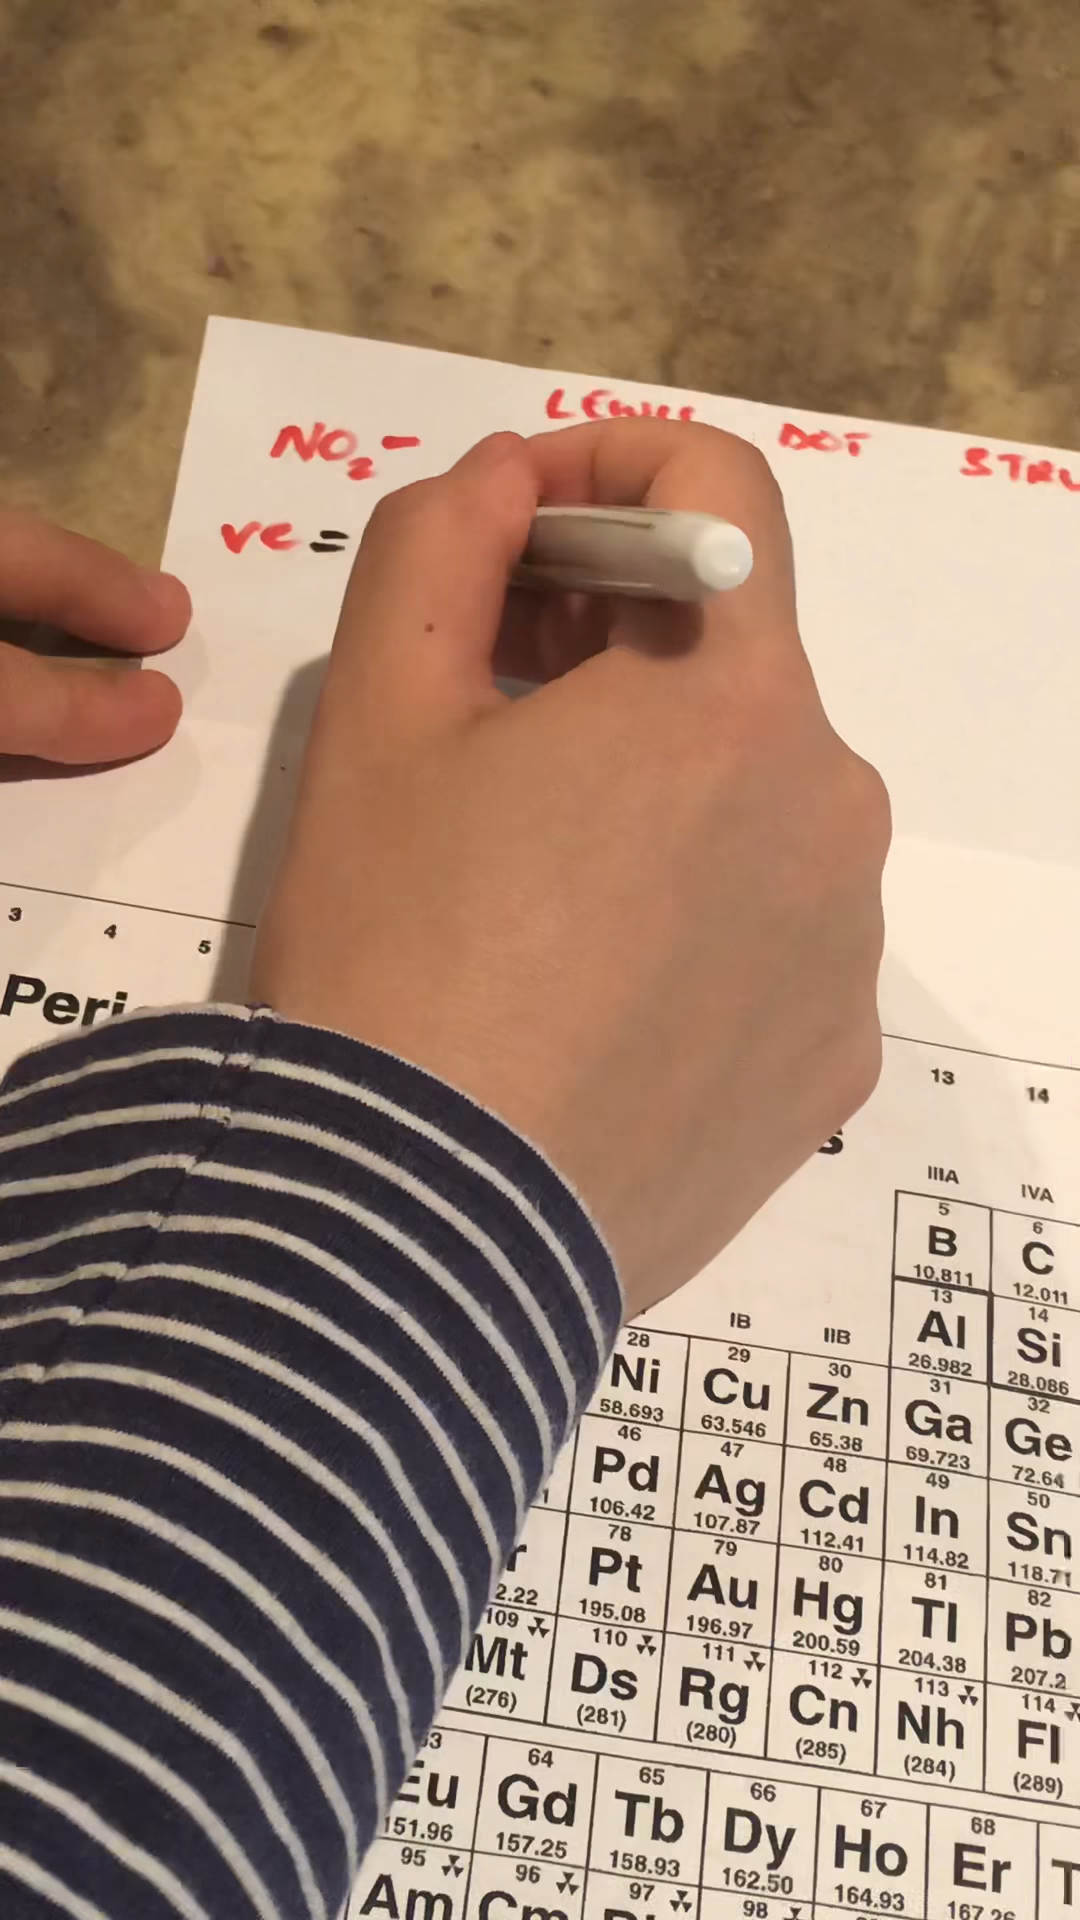 LEWIS DOT
NO₂-
ve =
3 4 5
13 14
IIIA IVA
5 6
B C
10.811 12.011
13 14
Al Si
26.982 28.086
IB IIB
28 29 30 31 32
Ni Cu Zn Ga Ge
58.693 63.546 65.38 69.723 72.64
46 47 48 49 50
Pd Ag Cd In Sn
106.42 107.87 112.41 114.82 118.71
78 79 80 81 82
Pt Au Hg Tl Pb
195.08 196.97 200.59 204.38 207.2
109 110 111 112 113 114
Mt Ds Rg Cn Nh Fl
(276) (281) (280) (285) (284) (289)
64 65 66 67 68
Eu Gd Tb Dy Ho Er
151.96 157.25 158.93 162.50 164.93 167.26
95 96 97 98
Am Cm